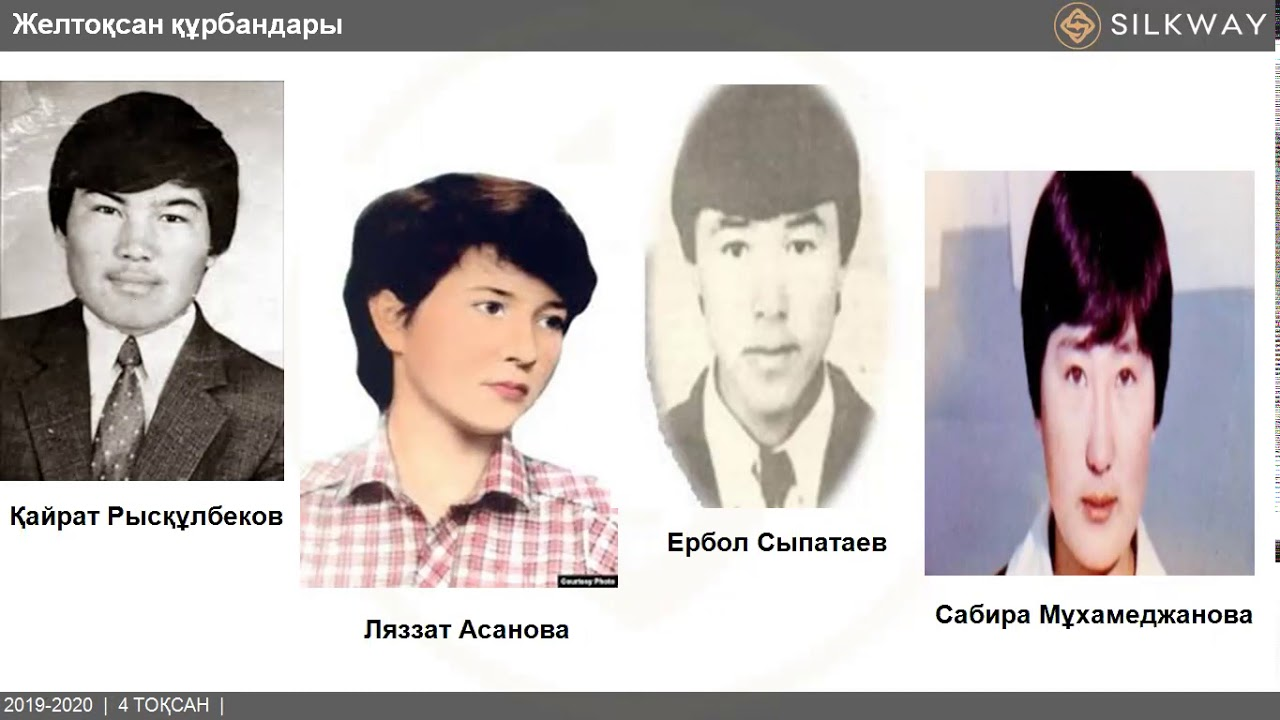 Желтоқсан құрбандары
SILKWAY
Қайрат Рысқұлбеков
Ляззат Асанова
Ербол Сыпатаев
Сабира Мұхамеджанова
Courtesy Photo
2019-2020 | 4 ТОҚСАН |